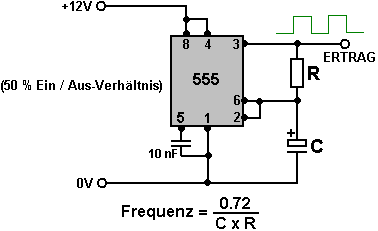 +12V
8 4 3
ERTRAG
(50 % Ein / Aus-Verhältnis)
555
R
6
2
5 1
+
C
10 nF
0V
Frequenz = 0.72
C x R